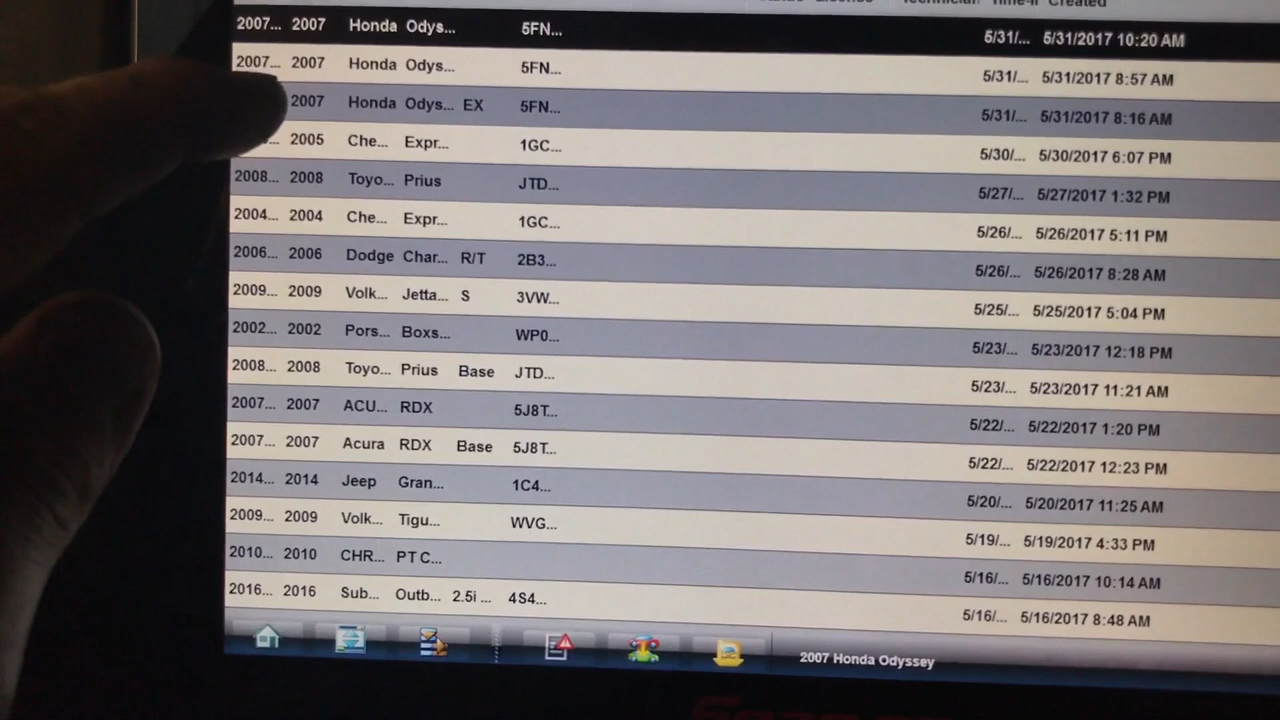 Created
2007... 2007 Honda Odys... 5FN... 5/31/... 5/31/2017 10:20 AM
2007... 2007 Honda Odys... 5FN... 5/31/... 5/31/2017 8:57 AM
2007 Honda Odys... EX 5FN... 5/31/... 5/31/2017 8:16 AM
2005 Che... Expr... 1GC... 5/30/... 5/30/2017 6:07 PM
2008... 2008 Toyo... Prius JTD... 5/27/... 5/27/2017 1:32 PM
2004... 2004 Che... Expr... 1GC... 5/26/... 5/26/2017 5:11 PM
2006... 2006 Dodge Char... R/T 2B3... 5/26/... 5/26/2017 8:28 AM
2009... 2009 Volk... Jetta... S 3VW... 5/25/... 5/25/2017 5:04 PM
2002... 2002 Pors... Boxs... WP0... 5/23/... 5/23/2017 12:18 PM
2008... 2008 Toyo... Prius Base JTD... 5/23/... 5/23/2017 11:21 AM
2007... 2007 ACU... RDX 5J8T... 5/22/... 5/22/2017 1:20 PM
2007... 2007 Acura RDX Base 5J8T... 5/22/... 5/22/2017 12:23 PM
2014... 2014 Jeep Gran... 1C4... 5/20/... 5/20/2017 11:25 AM
2009... 2009 Volk... Tigu... WVG... 5/19/... 5/19/2017 4:33 PM
2010... 2010 CHR... PT C... 5/16/... 5/16/2017 10:14 AM
2016... 2016 Sub... Outb... 2.5i ... 4S4... 5/16/... 5/16/2017 8:48 AM
2007 Honda Odyssey